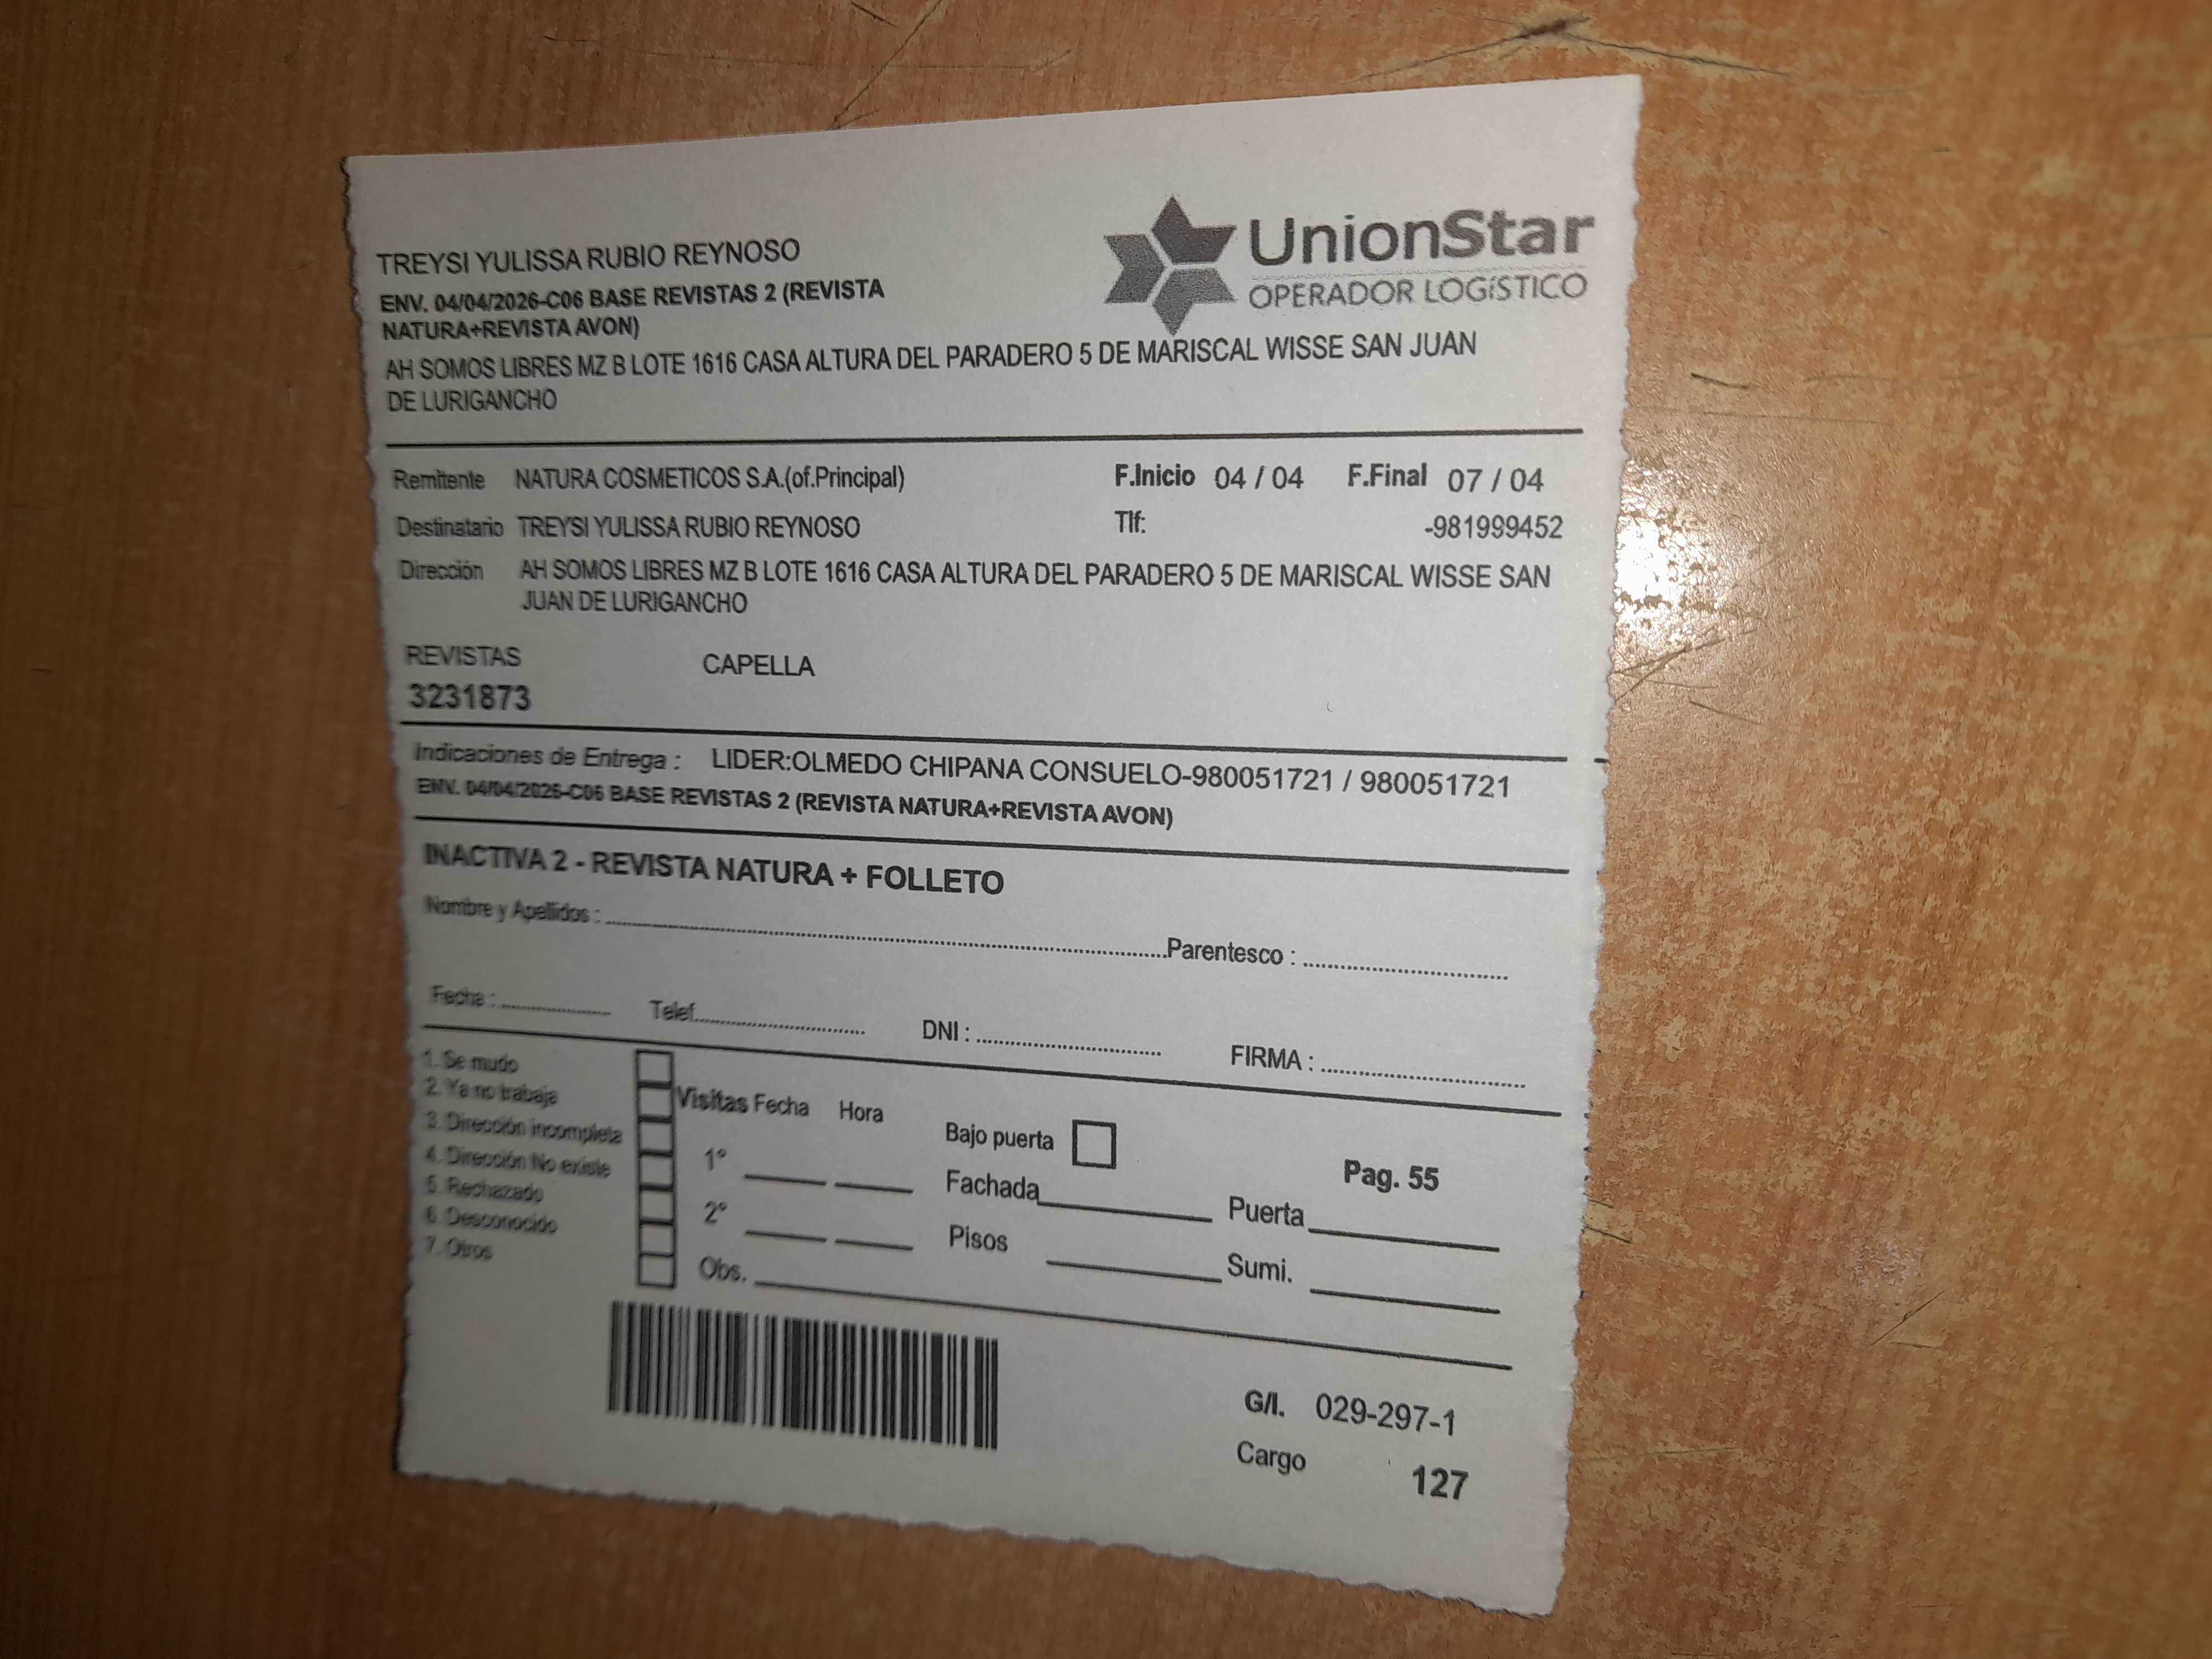 TREYSI YULISSA RUBIO REYNOSO
ENV. 04/04/2026-C06 BASE REVISTAS 2 (REVISTA
NATURA+REVISTA AVON)
UnionStar
OPERADOR LOGíSTICO
AH SOMOS LIBRES MZ B LOTE 1616 CASA ALTURA DEL PARADERO 5 DE MARISCAL WISSE SAN JUAN
DE LURIGANCHO
Remitente NATURA COSMETICOS S.A.(of.Principal) F.Inicio 04 / 04 F.Final 07 / 04
Destinatario TREYSI YULISSA RUBIO REYNOSO Tlf: -981999452
Dirección AH SOMOS LIBRES MZ B LOTE 1616 CASA ALTURA DEL PARADERO 5 DE MARISCAL WISSE SAN
JUAN DE LURIGANCHO
REVISTAS CAPELLA
3231873
Indicaciones de Entrega : LIDER:OLMEDO CHIPANA CONSUELO-980051721 / 980051721
ENV. 04/04/2026-C06 BASE REVISTAS 2 (REVISTA NATURA+REVISTA AVON)
INACTIVA 2 - REVISTA NATURA + FOLLETO
Nombre y Apellidos : Parentesco :
Fecha : Telef. DNI : FIRMA :
1. Se mudo
2. Ya no trabaja
3. Dirección incompleta
4. Dirección No existe
5. Rechazado
6. Desconocido
7. Otros
Visitas Fecha Hora
1°
2°
Obs.
Bajo puerta
Fachada
Pisos
Pag. 55
Puerta
Sumi.
G/I. 029-297-1
Cargo 127